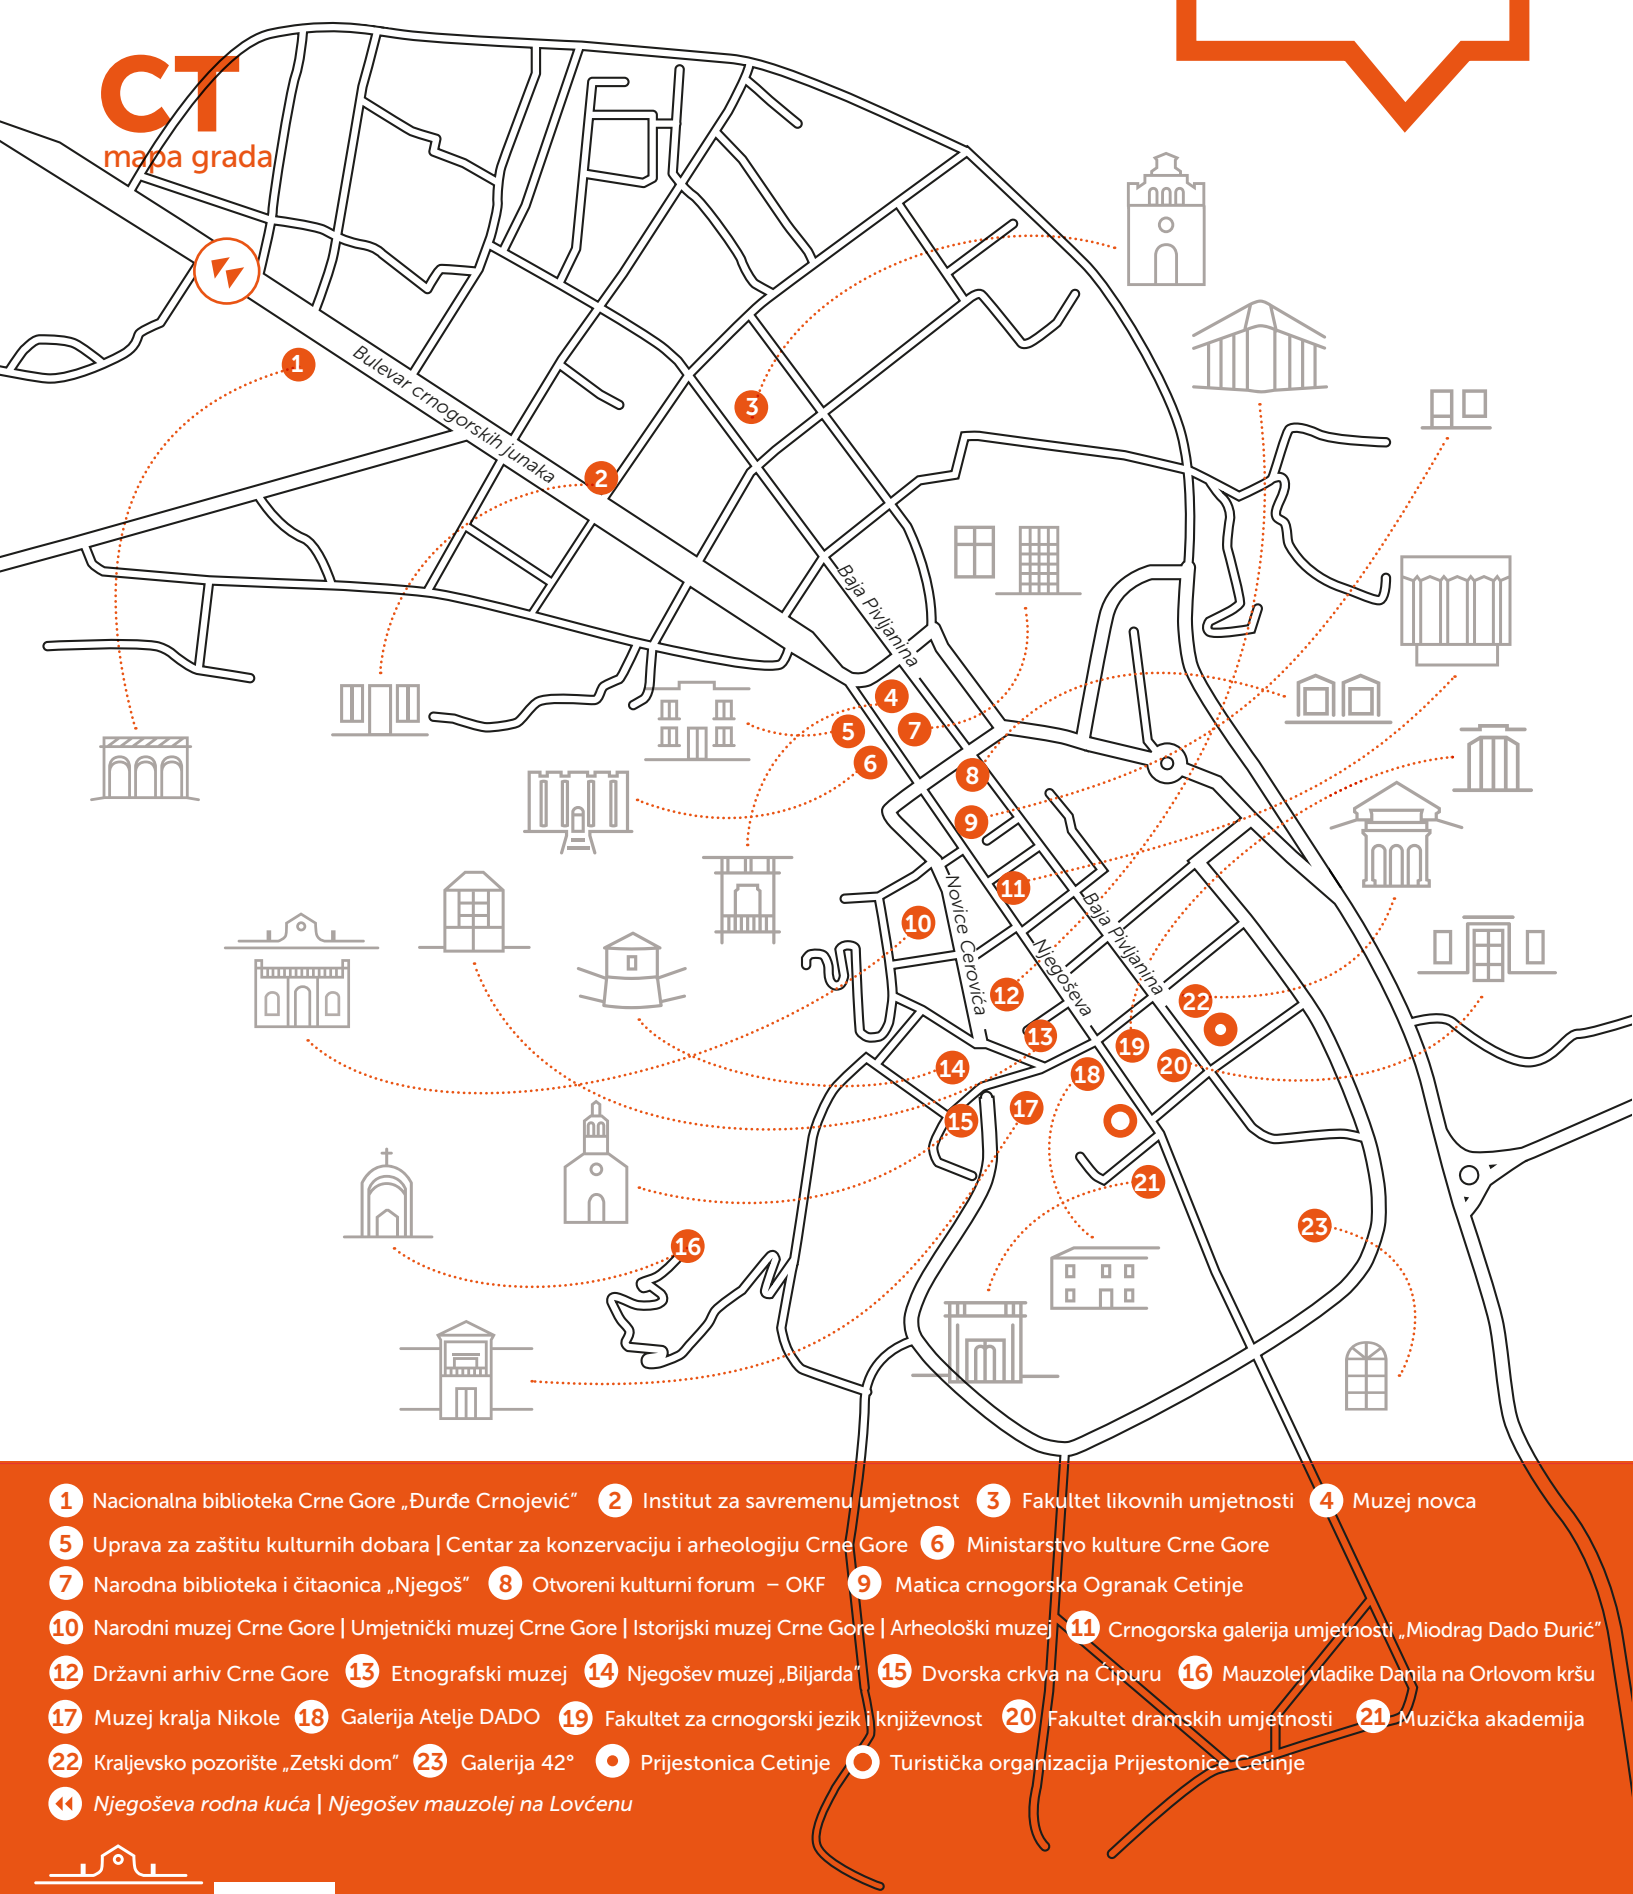 CT
mapa grada
1
Bulevar crnogorskih junaka
2
3
Baja Pivljanina
4
5
7
6
8
9
11
Novice Cerovića
10
Baja Pivljanina
Njegoševa
12
22
13
19
20
14
18
17
15
21
23
16
1 Nacionalna biblioteka Crne Gore „Đurđe Crnojević“ 2 Institut za savremenu umjetnost 3 Fakultet likovnih umjetnosti 4 Muzej novca
5 Uprava za zaštitu kulturnih dobara | Centar za konzervaciju i arheologiju Crne Gore 6 Ministarstvo kulture Crne Gore
7 Narodna biblioteka i čitaonica „Njegoš“ 8 Otvoreni kulturni forum – OKF 9 Matica crnogorska Ogranak Cetinje
10 Narodni muzej Crne Gore | Umjetnički muzej Crne Gore | Istorijski muzej Crne Gore | Arheološki muzej 11 Crnogorska galerija umjetnosti „Miodrag Dado Đurić“
12 Državni arhiv Crne Gore 13 Etnografski muzej 14 Njegošev muzej „Biljarda“ 15 Dvorska crkva na Ćipuru 16 Mauzolej vladike Danila na Orlovom kršu
17 Muzej kralja Nikole 18 Galerija Atelje DADO 19 Fakultet za crnogorski jezik i književnost 20 Fakultet dramskih umjetnosti 21 Muzička akademija
22 Kraljevsko pozorište „Zetski dom“ 23 Galerija 42° Prijestonica Cetinje Turistička organizacija Prijestonice Cetinje
Njegoševa rodna kuća | Njegošev mauzolej na Lovćenu